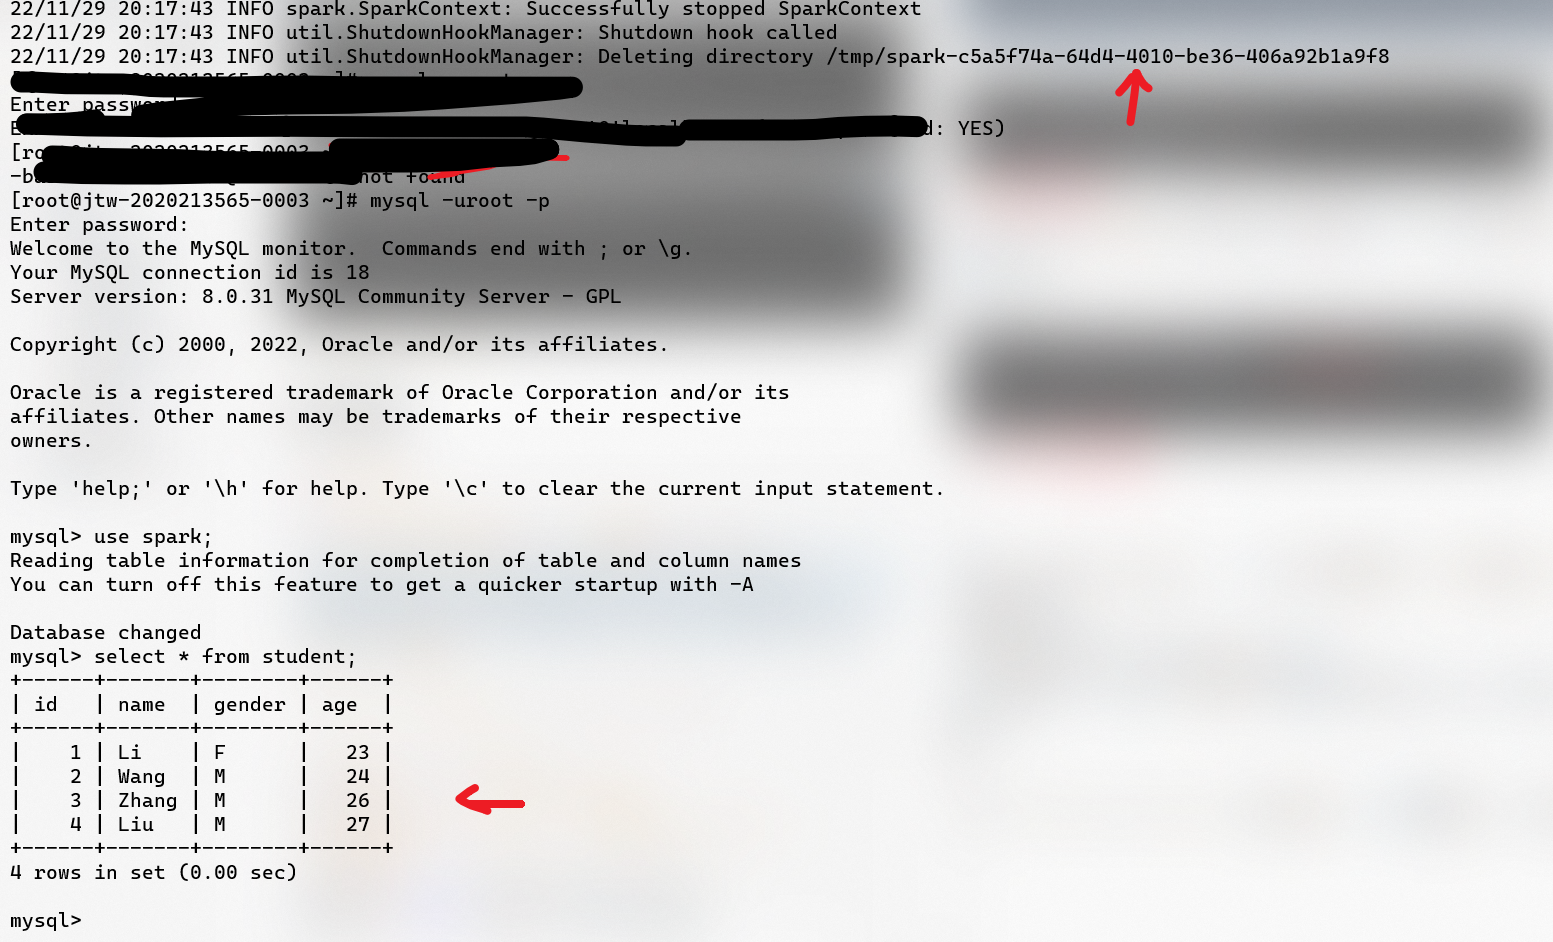 22/11/29 20:17:43 INFO spark.SparkContext: Successfully stopped SparkContext
22/11/29 20:17:43 INFO util.ShutdownHookManager: Shutdown hook called
22/11/29 20:17:43 INFO util.ShutdownHookManager: Deleting directory /tmp/spark-c5a5f74a-64d4-4010-be36-406a92b1a9f8
Enter password
YES)
not found
[root@jtw-2020213565-0003 ~]# mysql -uroot -p
Enter password:
Welcome to the MySQL monitor.  Commands end with ; or \g.
Your MySQL connection id is 18
Server version: 8.0.31 MySQL Community Server - GPL
Copyright (c) 2000, 2022, Oracle and/or its affiliates.
Oracle is a registered trademark of Oracle Corporation and/or its
affiliates. Other names may be trademarks of their respective
owners.
Type 'help;' or '\h' for help. Type '\c' to clear the current input statement.
mysql> use spark;
Reading table information for completion of table and column names
You can turn off this feature to get a quicker startup with -A
Database changed
mysql> select * from student;
+------+-------+--------+------+
| id   | name  | gender | age  |
+------+-------+--------+------+
|    1 | Li    | F      |   23 |
|    2 | Wang  | M      |   24 |
|    3 | Zhang | M      |   26 |
|    4 | Liu   | M      |   27 |
+------+-------+--------+------+
4 rows in set (0.00 sec)
mysql>